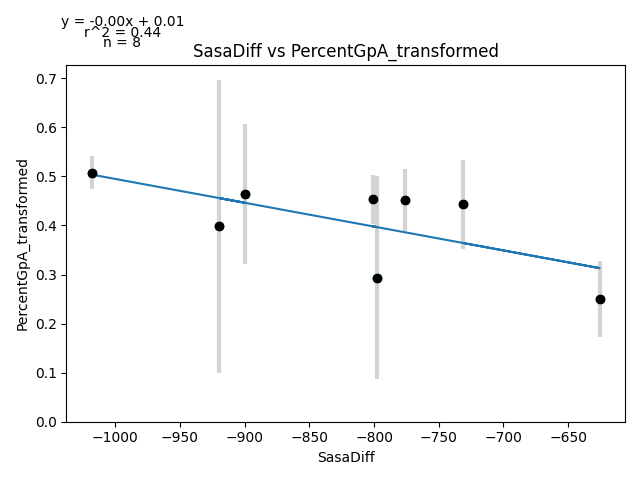 y = -0.00x + 0.01
r^2 = 0.44
n = 8
SasaDiff vs PercentGpA_transformed
0.7
0.6
0.5
0.4
0.3
0.2
0.1
0.0
PercentGpA_transformed
−1000 −950 −900 −850 −800 −750 −700 −650
SasaDiff